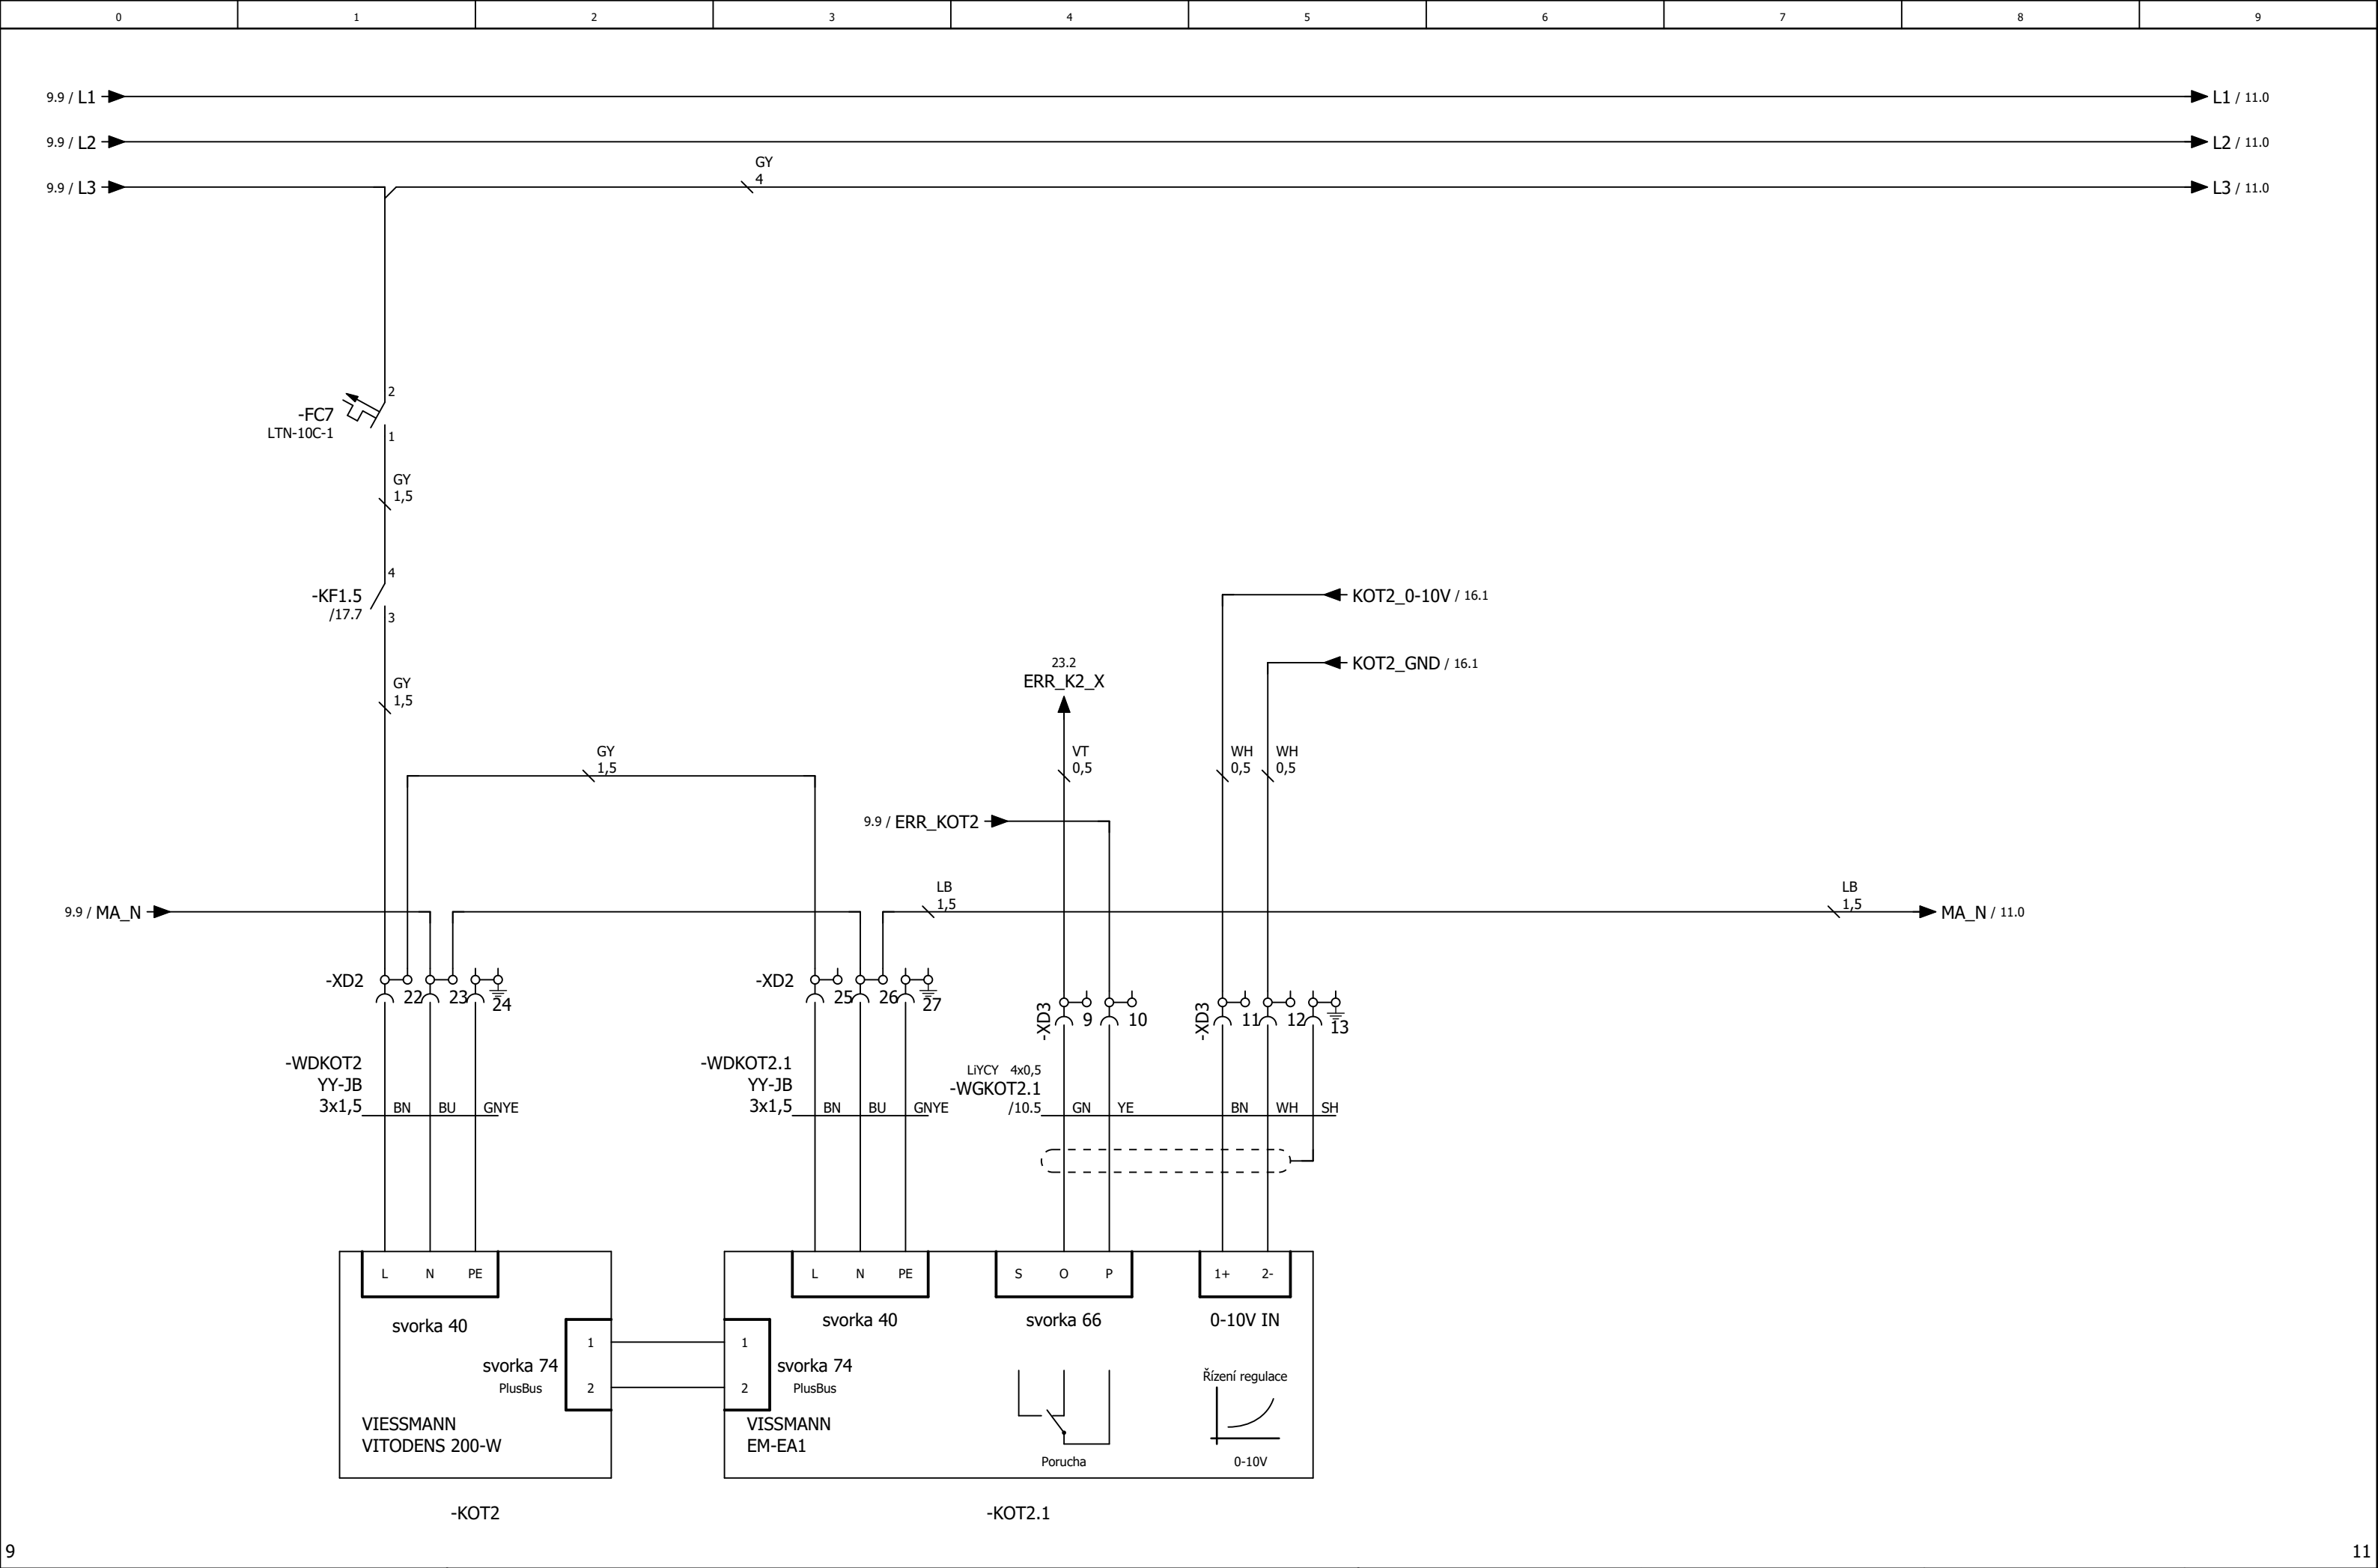 0 1 2 3 4 5 6 7 8 9
9.9 / L1
L1 / 11.0
9.9 / L2
L2 / 11.0
GY
4
9.9 / L3
L3 / 11.0
2
-FC7
LTN-10C-1
1
GY
1,5
4
-KF1.5
/17.7
3
KOT2_0-10V / 16.1
KOT2_GND / 16.1
23.2
ERR_K2_X
GY
1,5
GY
1,5
VT
0,5
WH
0,5
WH
0,5
9.9 / ERR_KOT2
LB
1,5
LB
1,5
9.9 / MA_N
MA_N / 11.0
-XD2
22 23 24
-XD2
25 26 27
-XD3
9 10
-XD3
11 12 13
-WDKOT2
YY-JB
3x1,5
BN BU GNYE
-WDKOT2.1
YY-JB
3x1,5
BN BU GNYE
LiYCY 4x0,5
-WGKOT2.1
/10.5
GN YE BN WH SH
L N PE
svorka 40
L N PE
svorka 40
S O P
svorka 66
1+ 2-
0-10V IN
svorka 74
PlusBus
1
2
1
2
svorka 74
PlusBus
Řízení regulace
VIESSMANN
VITODENS 200-W
VISSMANN
EM-EA1
Porucha
0-10V
-KOT2
-KOT2.1
9
11